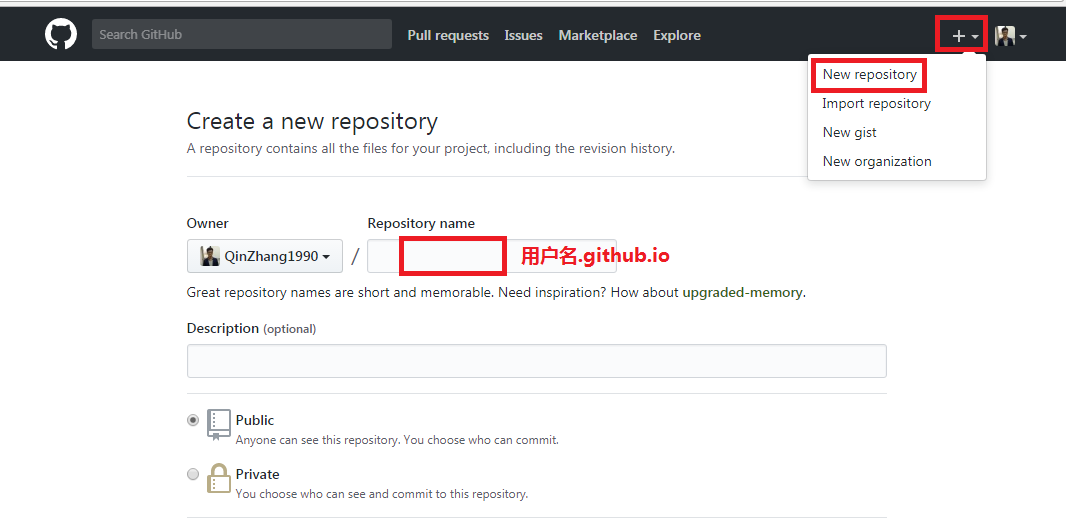 Search GitHub
Pull requests Issues Marketplace Explore
New repository
Import repository
New gist
New organization
Create a new repository
A repository contains all the files for your project, including the revision history.
Owner Repository name
QinZhang1990 / 用户名.github.io
Great repository names are short and memorable. Need inspiration? How about upgraded-memory.
Description (optional)
Public
Anyone can see this repository. You choose who can commit.
Private
You choose who can see and commit to this repository.